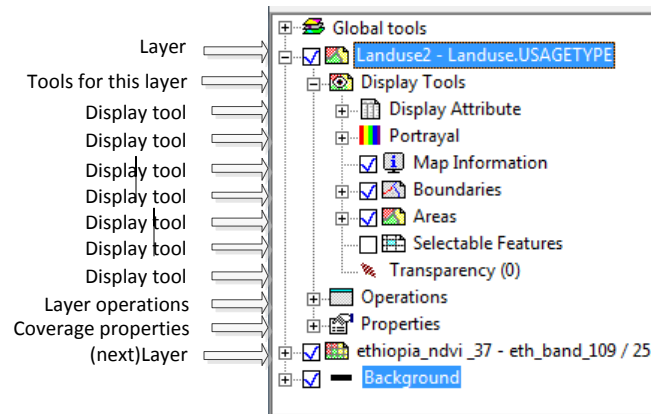 Global tools
Layer Landuse2 - Landuse.USAGETYPE
Tools for this layer Display Tools
Display tool Display Attribute
Display tool Portrayal
Display tool Map Information
Display tool Boundaries
Display tool Areas
Display tool Selectable Features
Display tool Transparency (0)
Layer operations Operations
Coverage properties Properties
(next)Layer ethiopia_ndvi _37 - eth_band_109 / 25
Background